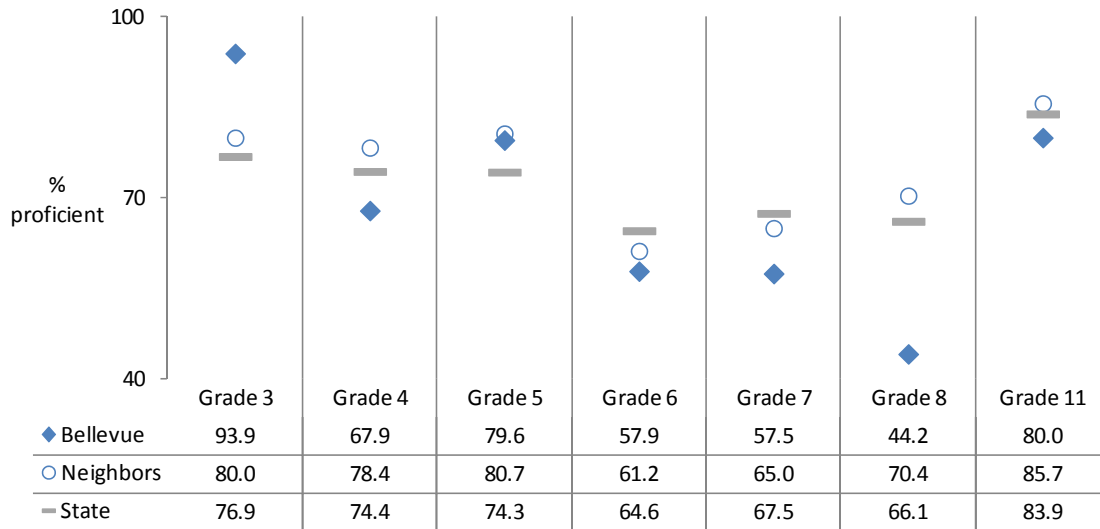 100
%
proficient
70
40
Grade 3 Grade 4 Grade 5 Grade 6 Grade 7 Grade 8 Grade 11
Bellevue 93.9 67.9 79.6 57.9 57.5 44.2 80.0
Neighbors 80.0 78.4 80.7 61.2 65.0 70.4 85.7
State 76.9 74.4 74.3 64.6 67.5 66.1 83.9